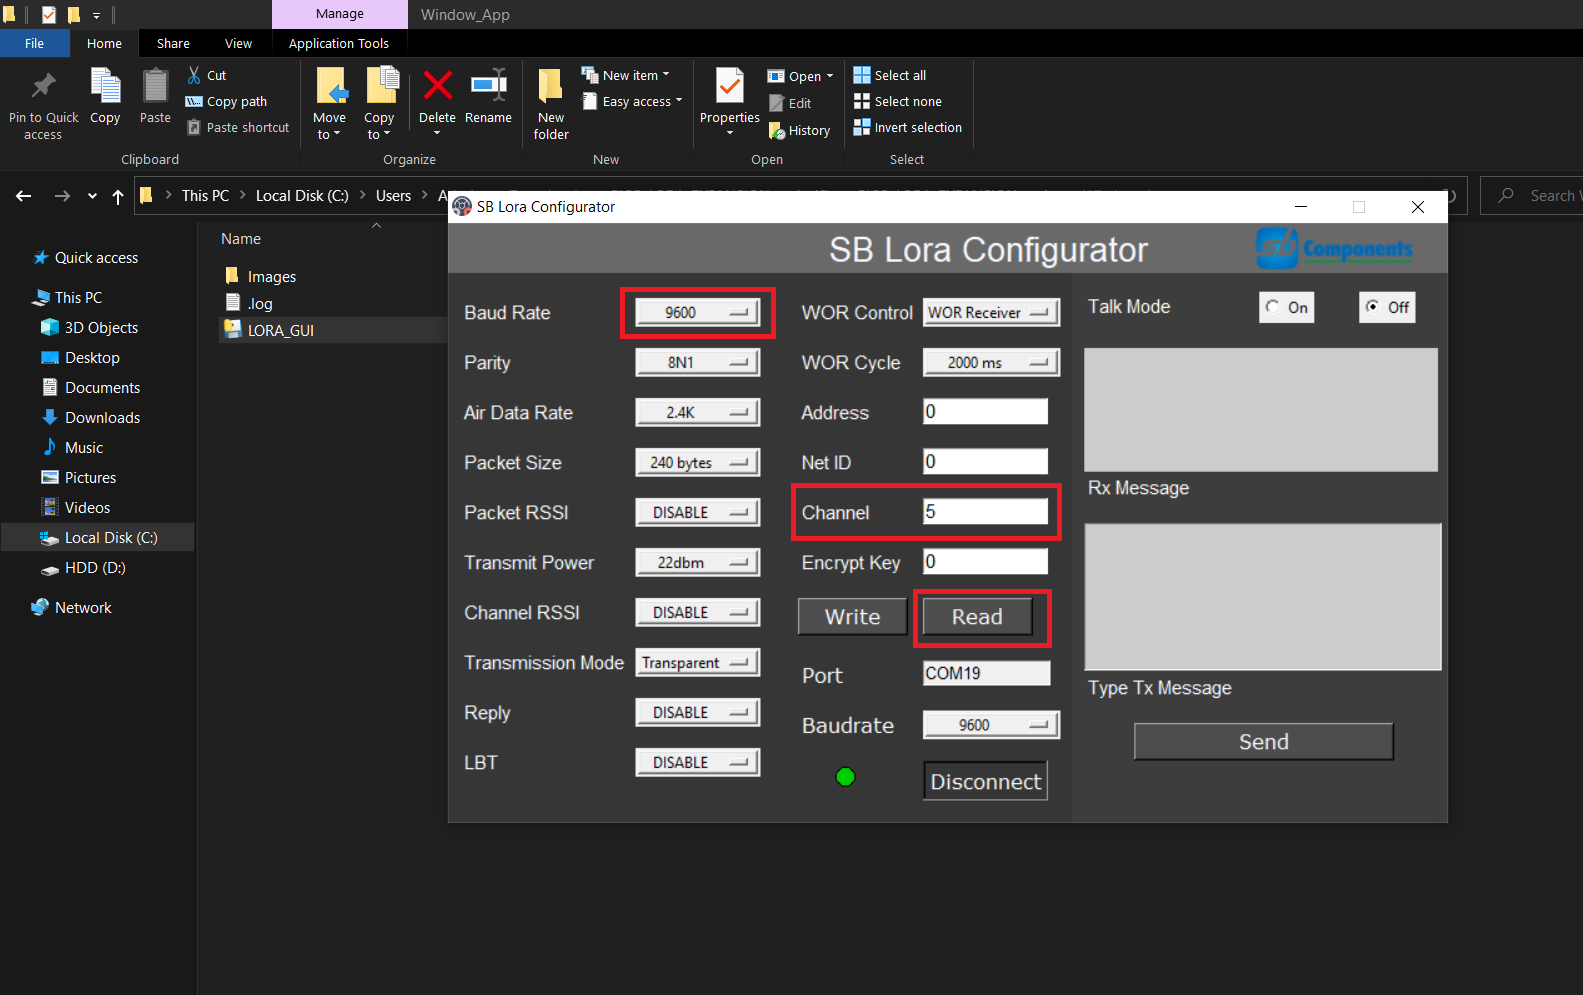 Manage
Window_App
File
Home
Share
View
Application Tools
Pin to Quick access
Copy
Paste
Cut
Copy path
Paste shortcut
Clipboard
Move to
Copy to
Delete
Rename
Organize
New folder
New item
Easy access
New
Properties
Open
Edit
History
Open
Select all
Select none
Invert selection
Select
This PC
Local Disk (C:)
Users
Search
Name
Quick access
This PC
3D Objects
Desktop
Documents
Downloads
Music
Pictures
Videos
Local Disk (C:)
HDD (D:)
Network
Images
.log
LORA_GUI
SB Lora Configurator
SB Lora Configurator
sb Components
Baud Rate 9600
Parity 8N1
Air Data Rate 2.4K
Packet Size 240 bytes
Packet RSSI DISABLE
Transmit Power 22dbm
Channel RSSI DISABLE
Transmission Mode Transparent
Reply DISABLE
LBT DISABLE
WOR Control WOR Receiver
WOR Cycle 2000 ms
Address 0
Net ID 0
Channel 5
Encrypt Key 0
Write Read
Port COM19
Baudrate 9600
Disconnect
Talk Mode On Off
Rx Message
Type Tx Message
Send